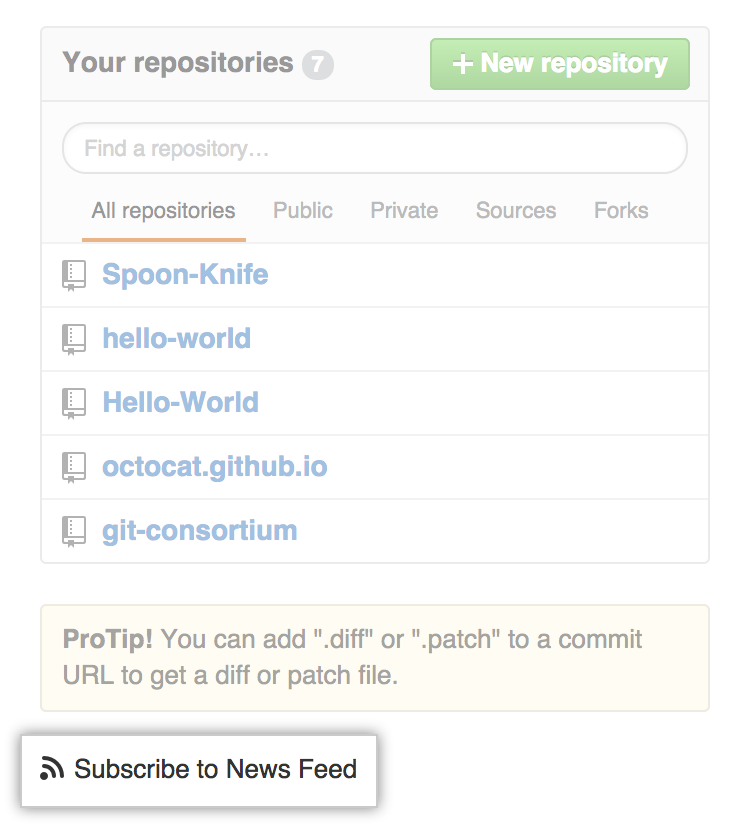 Your repositories 7
+ New repository
Find a repository…
All repositories Public Private Sources Forks
Spoon-Knife
hello-world
Hello-World
octocat.github.io
git-consortium
ProTip! You can add ".diff" or ".patch" to a commit
URL to get a diff or patch file.
Subscribe to News Feed